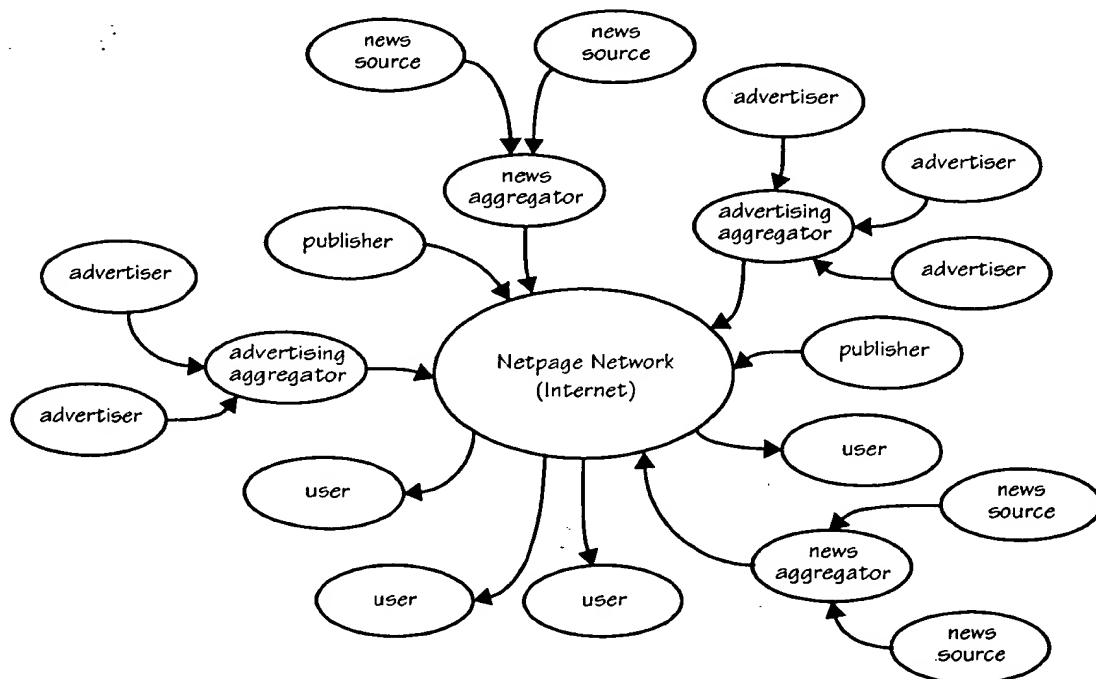 news
source
news
source
advertiser
advertiser
news
aggregator
advertising
aggregator
publisher
advertiser
advertiser
publisher
advertising
aggregator
Netpage Network
(Internet)
advertiser
user
user
news
source
news
aggregator
user
user
news
source